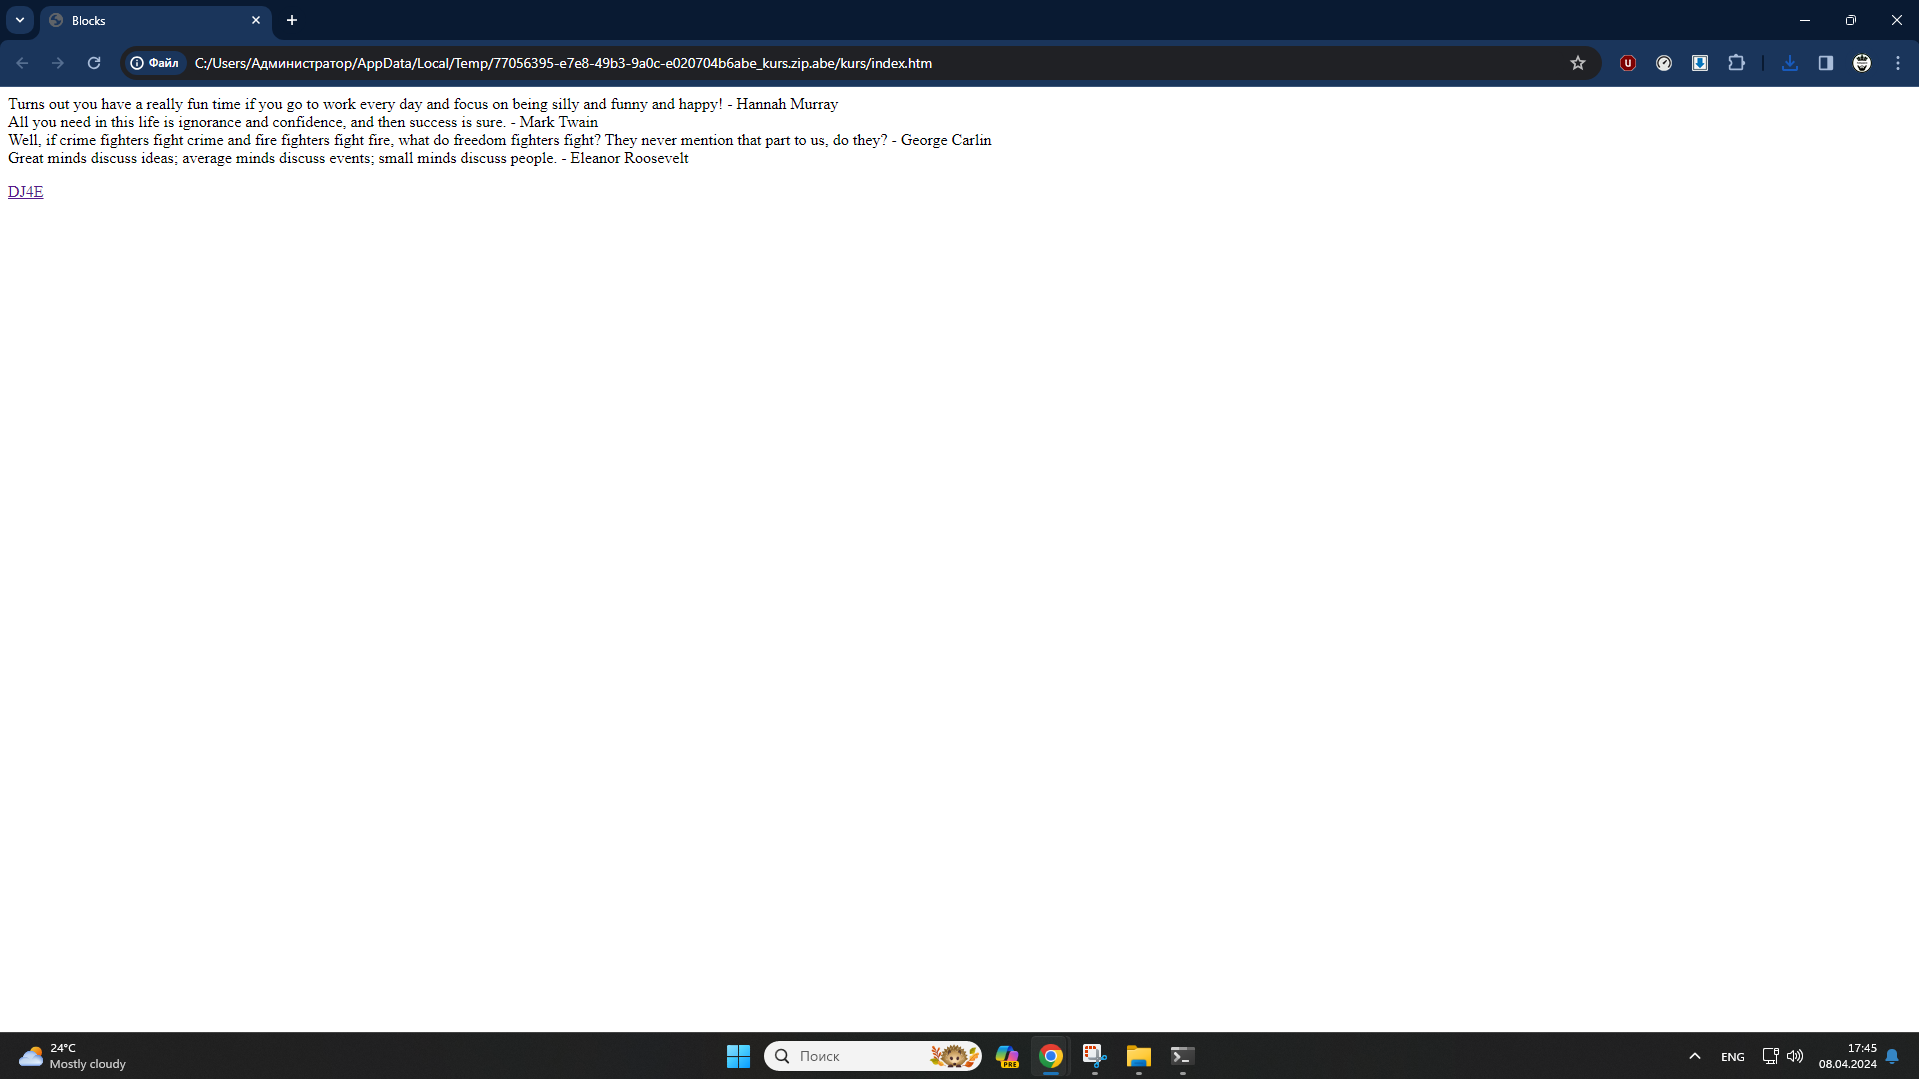 Blocks
Файл
C:/Users/Администратор/AppData/Local/Temp/77056395-e7e8-49b3-9a0c-e020704b6abe_kurs.zip.abe/kurs/index.htm
Turns out you have a really fun time if you go to work every day and focus on being silly and funny and happy! - Hannah Murray
All you need in this life is ignorance and confidence, and then success is sure. - Mark Twain
Well, if crime fighters fight crime and fire fighters fight fire, what do freedom fighters fight? They never mention that part to us, do they? - George Carlin
Great minds discuss ideas; average minds discuss events; small minds discuss people. - Eleanor Roosevelt
DJ4E
24°C
Mostly cloudy
Поиск
PRE
ENG
17:45
08.04.2024